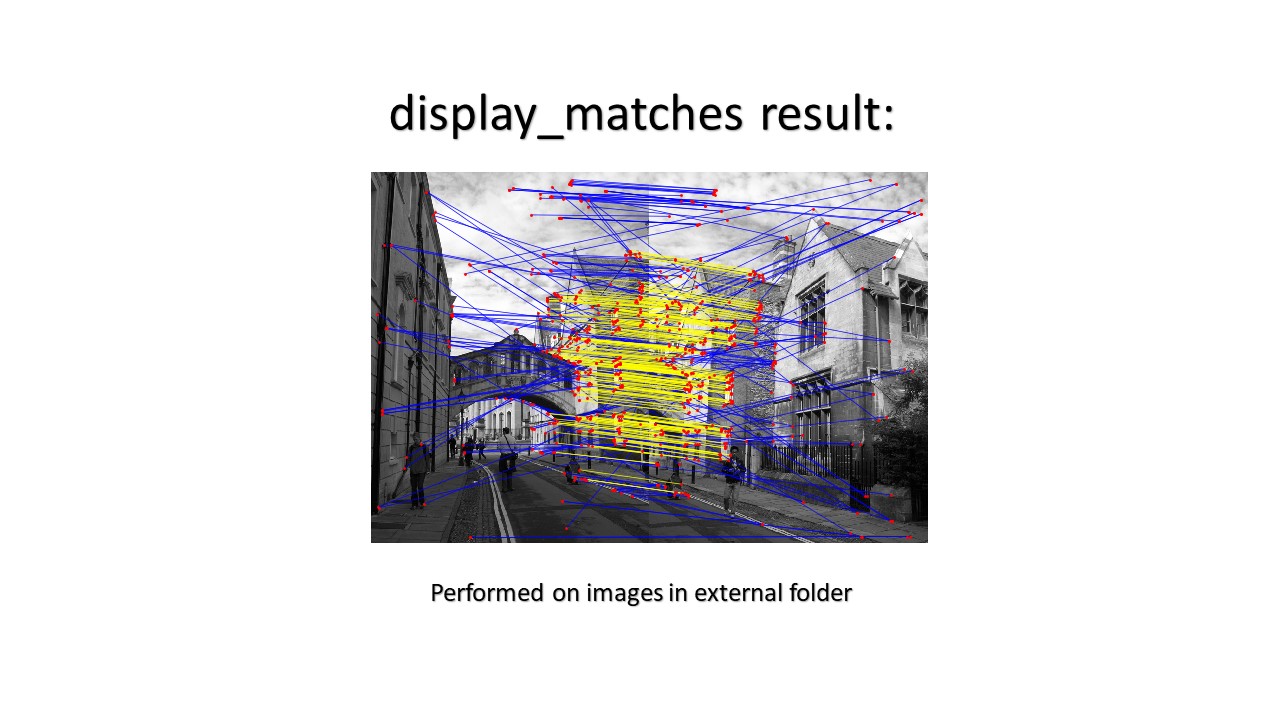 display_matches result:
Performed on images in external folder